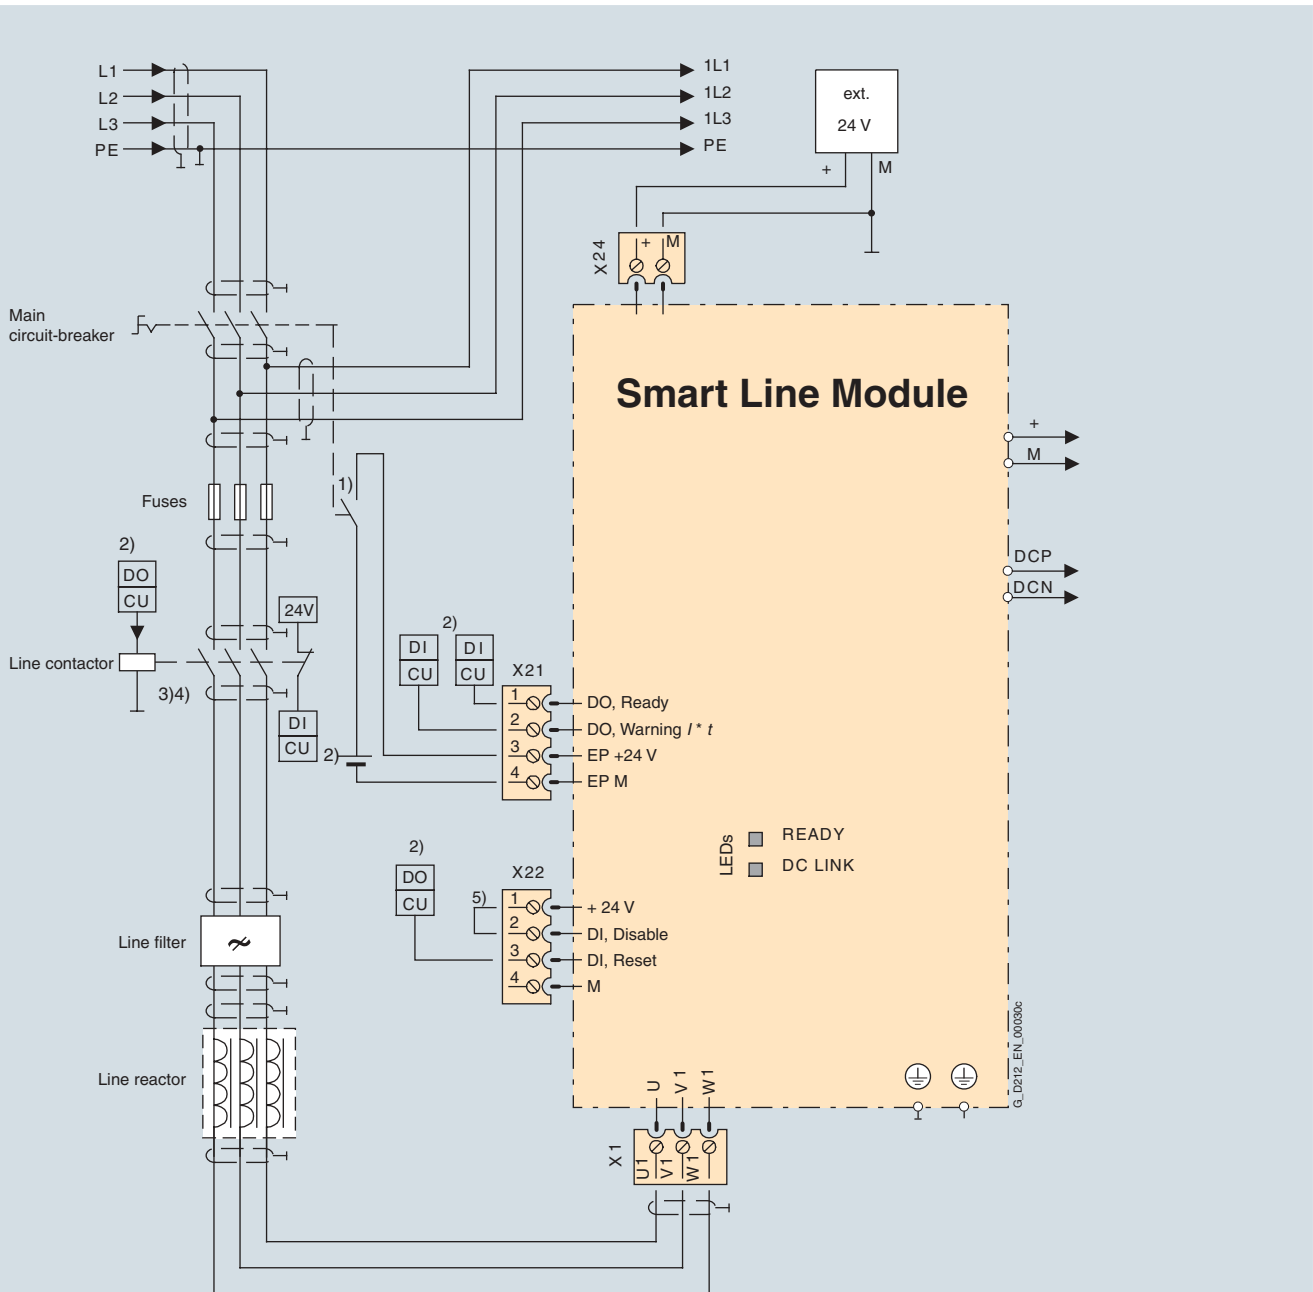 L1
L2
L3
PE
1L1
1L2
1L3
PE
ext.
24 V
+
M
X24
+ M
Main
circuit-breaker
Smart Line Module
+
M
1)
Fuses
2)
DO
CU
DCP
DCN
24V
Line contactor
3)4)
DI
CU
2)
2)
DI
CU
DI
CU
X21
1
2
3
4
DO, Ready
DO, Warning I * t
EP +24 V
EP M
LEDs
READY
DC LINK
2)
DO
CU
5)
X22
1
2
3
4
+ 24 V
DI, Disable
DI, Reset
M
Line filter
Line reactor
G_D212_EN_00030c
U
V 1
W1
X1
U1
V1
W1